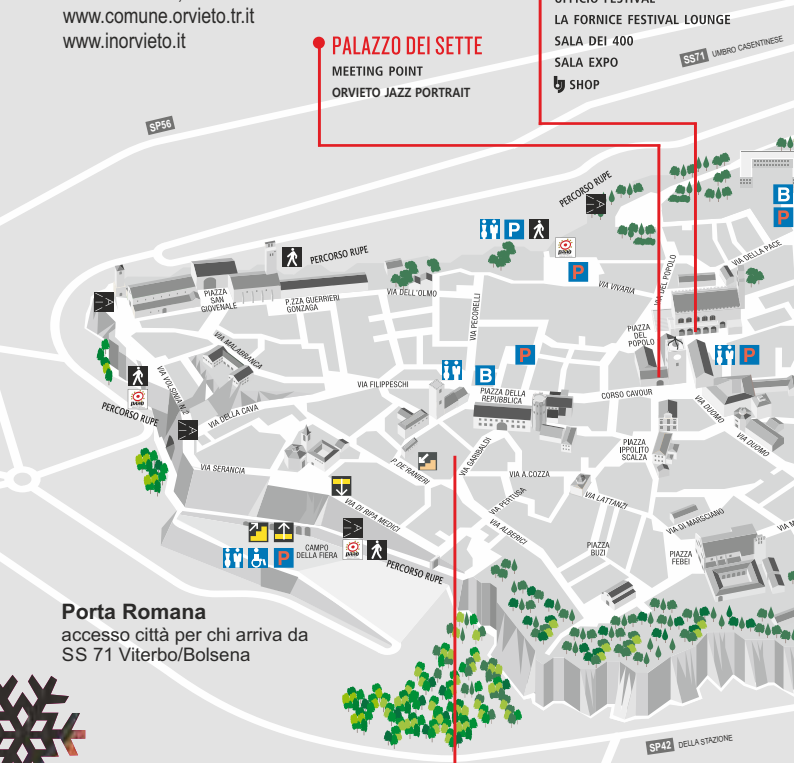 www.comune.orvieto.tr.it
www.inorvieto.it
PALAZZO DEI SETTE
MEETING POINT
ORVIETO JAZZ PORTRAIT
UFFICIO FESTIVAL
LA FORNICE FESTIVAL LOUNGE
SALA DEI 400
SALA EXPO
SHOP
SS71 UMBRO CASENTINESE
SP56
PERCORSO RUPE
B
P
P
P
VIA DELLA PACE
PERCORSO RUPE
VIA VIVARIA
VIA DEL POPOLO
PIAZZA
SAN
GIOVENALE
P.ZZA GUERRIERI
GONZAGA
VIA DELL'OLMO
VIA PECORELLI
PIAZZA
DEL
POPOLO
VIA MALABRANCA
P
P
B
VIA FILIPPESCHI
PIAZZA DELLA
REPUBBLICA
CORSO CAVOUR
VIA DUOMO
VIA DUOMO
PERCORSO RUPE
VIA DELLA CAVA
VIA SERANCIA
P.DE'RANIERI
VIA GARIBALDI
VIA A.COZZA
PIAZZA
IPPOLITO
SCALZA
VIA DI RIPA MEDICI
VIA PERTUSA
VIA LATTANZI
VIA ALBERICI
VIA DI MARSCIANO
VIA M
PIAZZA
BUZI
PIAZZA
FEBEI
P
CAMPO
DELLA FIERA
PERCORSO RUPE
Porta Romana
accesso città per chi arriva da
SS 71 Viterbo/Bolsena
SP42 DELLA STAZIONE